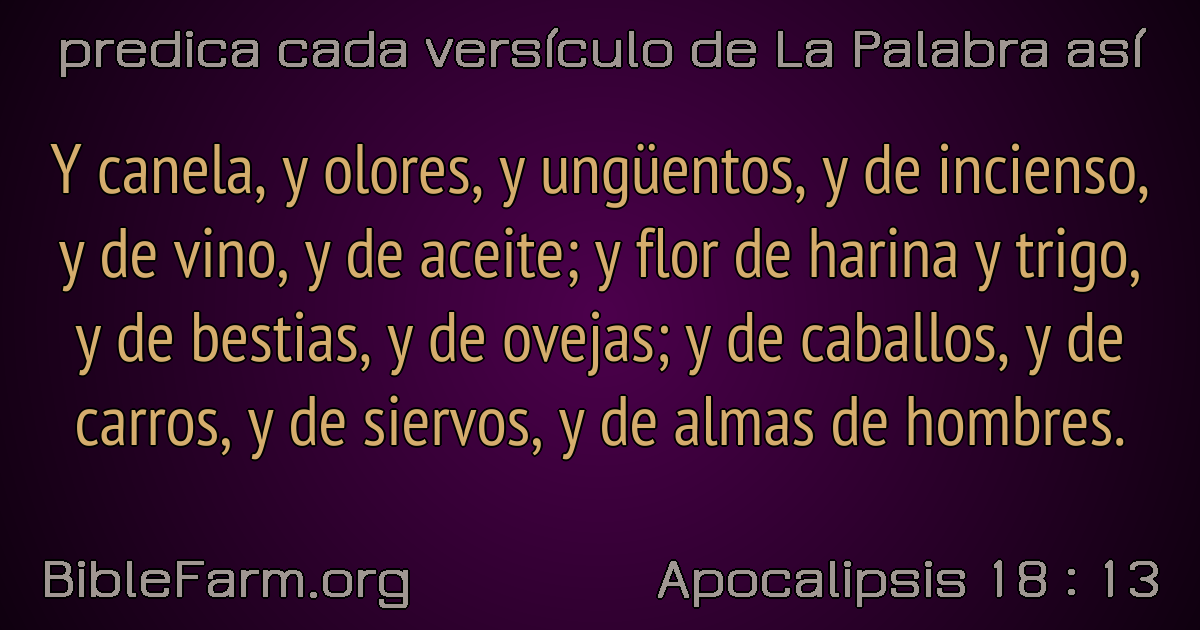 predica cada versículo de La Palabra así
Y canela, y olores, y ungüentos, y de incienso,
y de vino, y de aceite; y flor de harina y trigo,
y de bestias, y de ovejas; y de caballos, y de
carros, y de siervos, y de almas de hombres.
BibleFarm.org
Apocalipsis 18 : 13